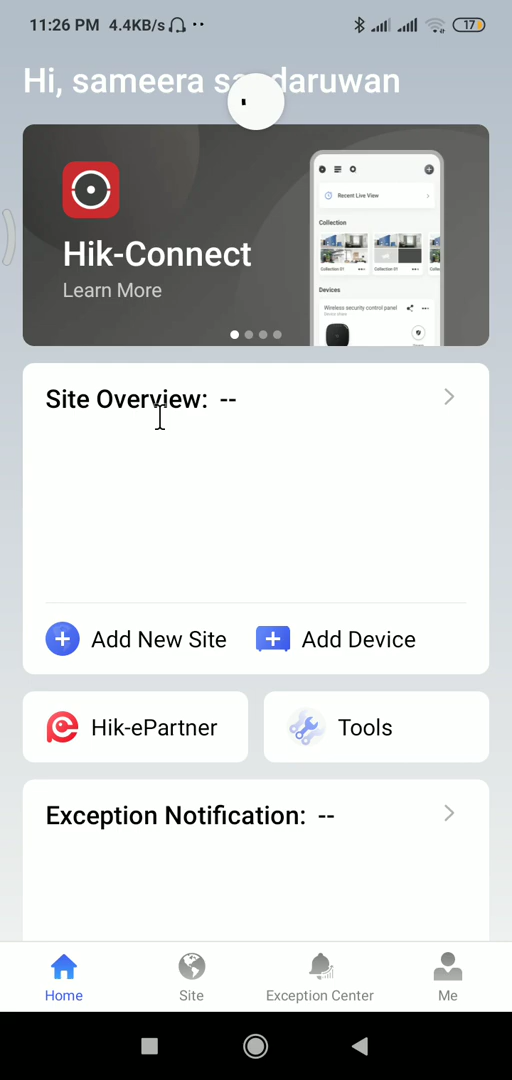 11:26 PM 4.4KB/s
17
Hi, sameera sa daruwan
Hik-Connect
Learn More
Recent Live View
Collection
Collection 01
Collection 01
Devices
Wireless security control panel
Device share
Site Overview: --
Add New Site
Add Device
Hik-ePartner
Tools
Exception Notification: --
Home
Site
Exception Center
Me